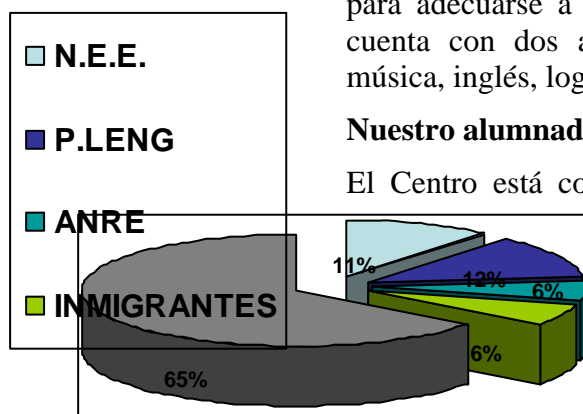 para adecuarse a
cuenta con dos a
música, inglés, log
Nuestro alumnad
El Centro está co
N.E.E.
P.LENG
ANRE
INMIGRANTES
11%
12%
6%
6%
65%